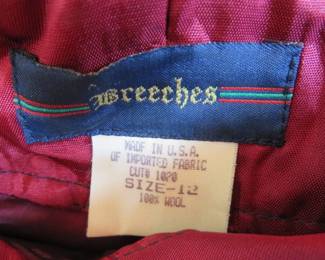 Breeches
MADE IN U.S.A.
OF IMPORTED FABRIC
CUT# 1020
SIZE-12
100% WOOL